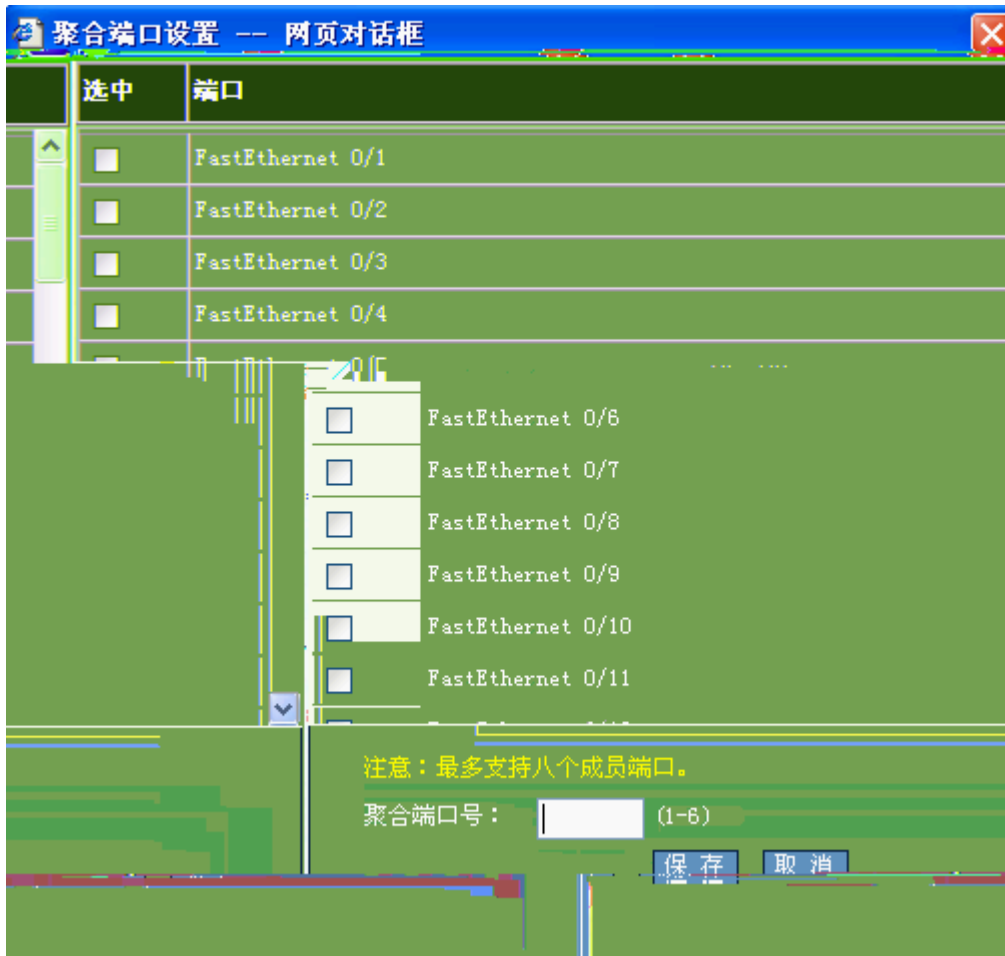 聚合端口设置 -- 网页对话框
选中 端口
FastEthernet 0/1
FastEthernet 0/2
FastEthernet 0/3
FastEthernet 0/4
FastEthernet 0/6
FastEthernet 0/7
FastEthernet 0/8
FastEthernet 0/9
FastEthernet 0/10
FastEthernet 0/11
注意：最多支持八个成员端口。
聚合端口号： (1-6)
保 存 取 消